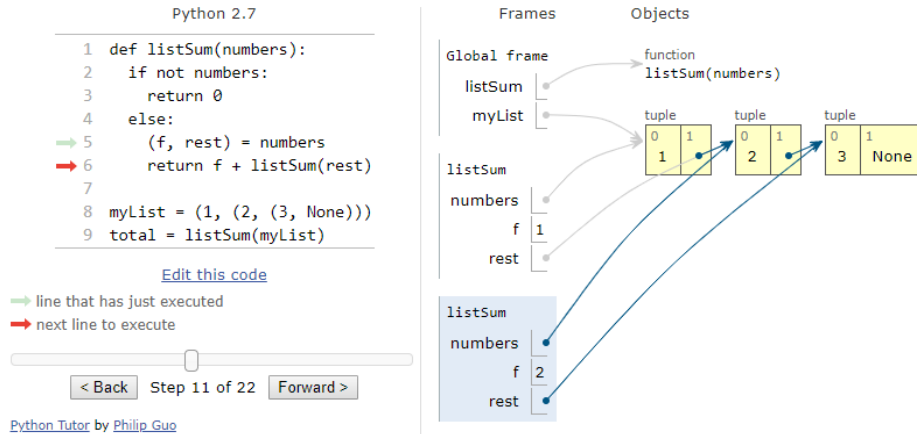 Python 2.7
1 def listSum(numbers):
2 if not numbers:
3 return 0
4 else:
5 (f, rest) = numbers
6 return f + listSum(rest)
7
8 myList = (1, (2, (3, None)))
9 total = listSum(myList)
Edit this code
line that has just executed
next line to execute
< Back Step 11 of 22 Forward >
Python Tutor by Philip Guo
Frames Objects
Global frame
listSum
myList
function
listSum(numbers)
tuple
0 1
1
tuple
0 1
2
tuple
0 1
3 None
listSum
numbers
f 1
rest
listSum
numbers
f 2
rest